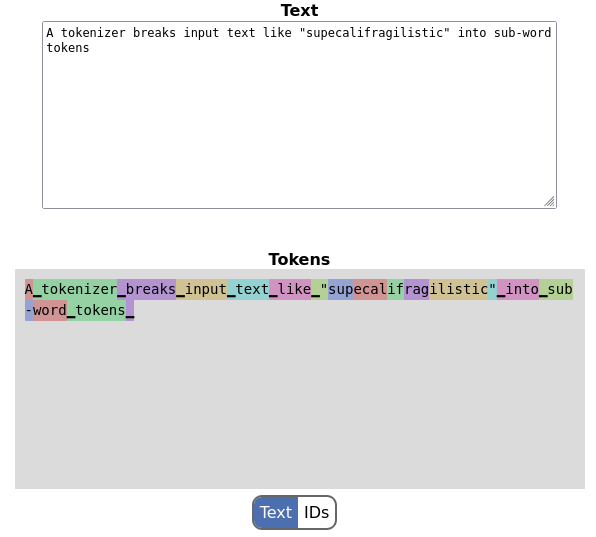 Text
A tokenizer breaks input text like "supecalifragilistic" into sub-word
tokens
Tokens
A_tokenizer_breaks_input_text_like_"supecalifragilistic"_into_sub
-word_tokens_
Text IDs